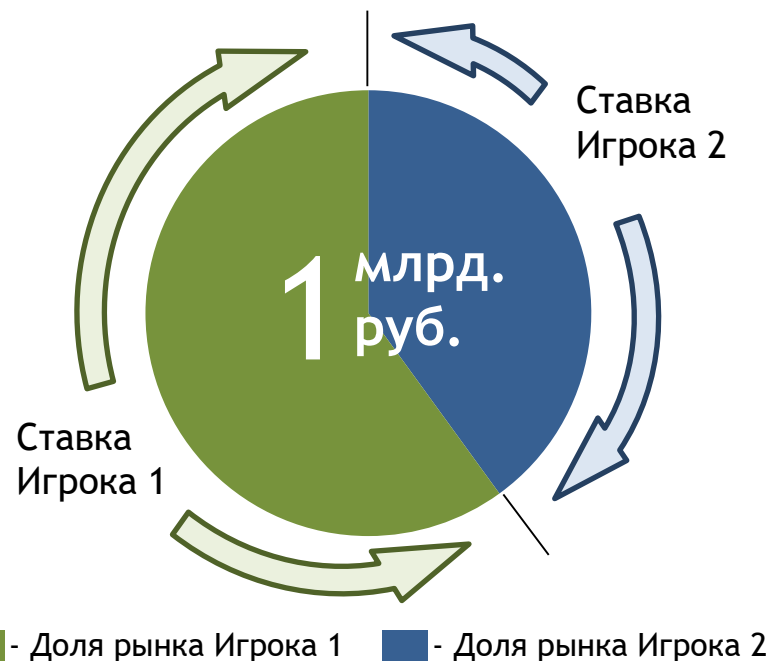 Ставка
Игрока 2
1 млрд.
руб.
Ставка
Игрока 1
- Доля рынка Игрока 1
- Доля рынка Игрока 2